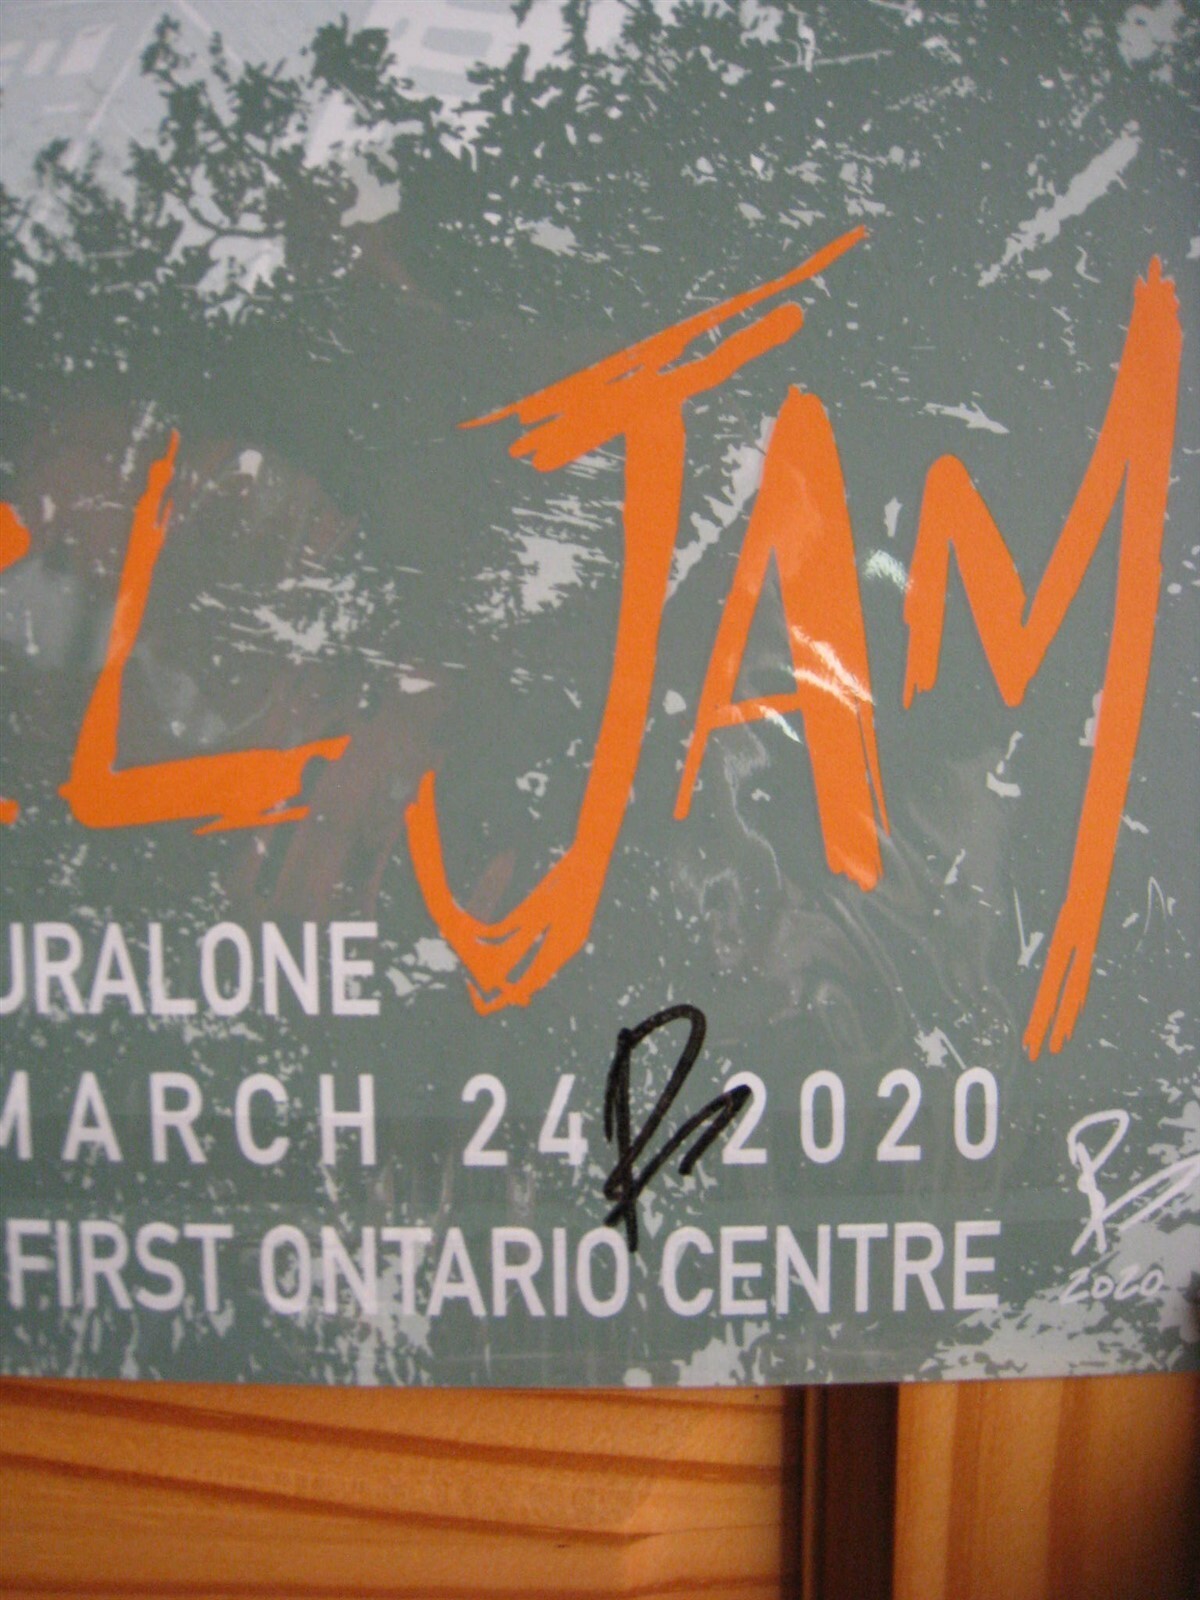 L JAM
URALONE
MARCH 24 2020
FIRST ONTARIO CENTRE
2020